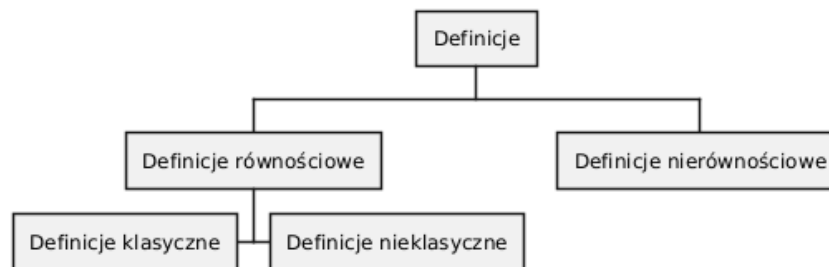 Definicje
Definicje równościowe
Definicje nierównościowe
Definicje klasyczne
Definicje nieklasyczne